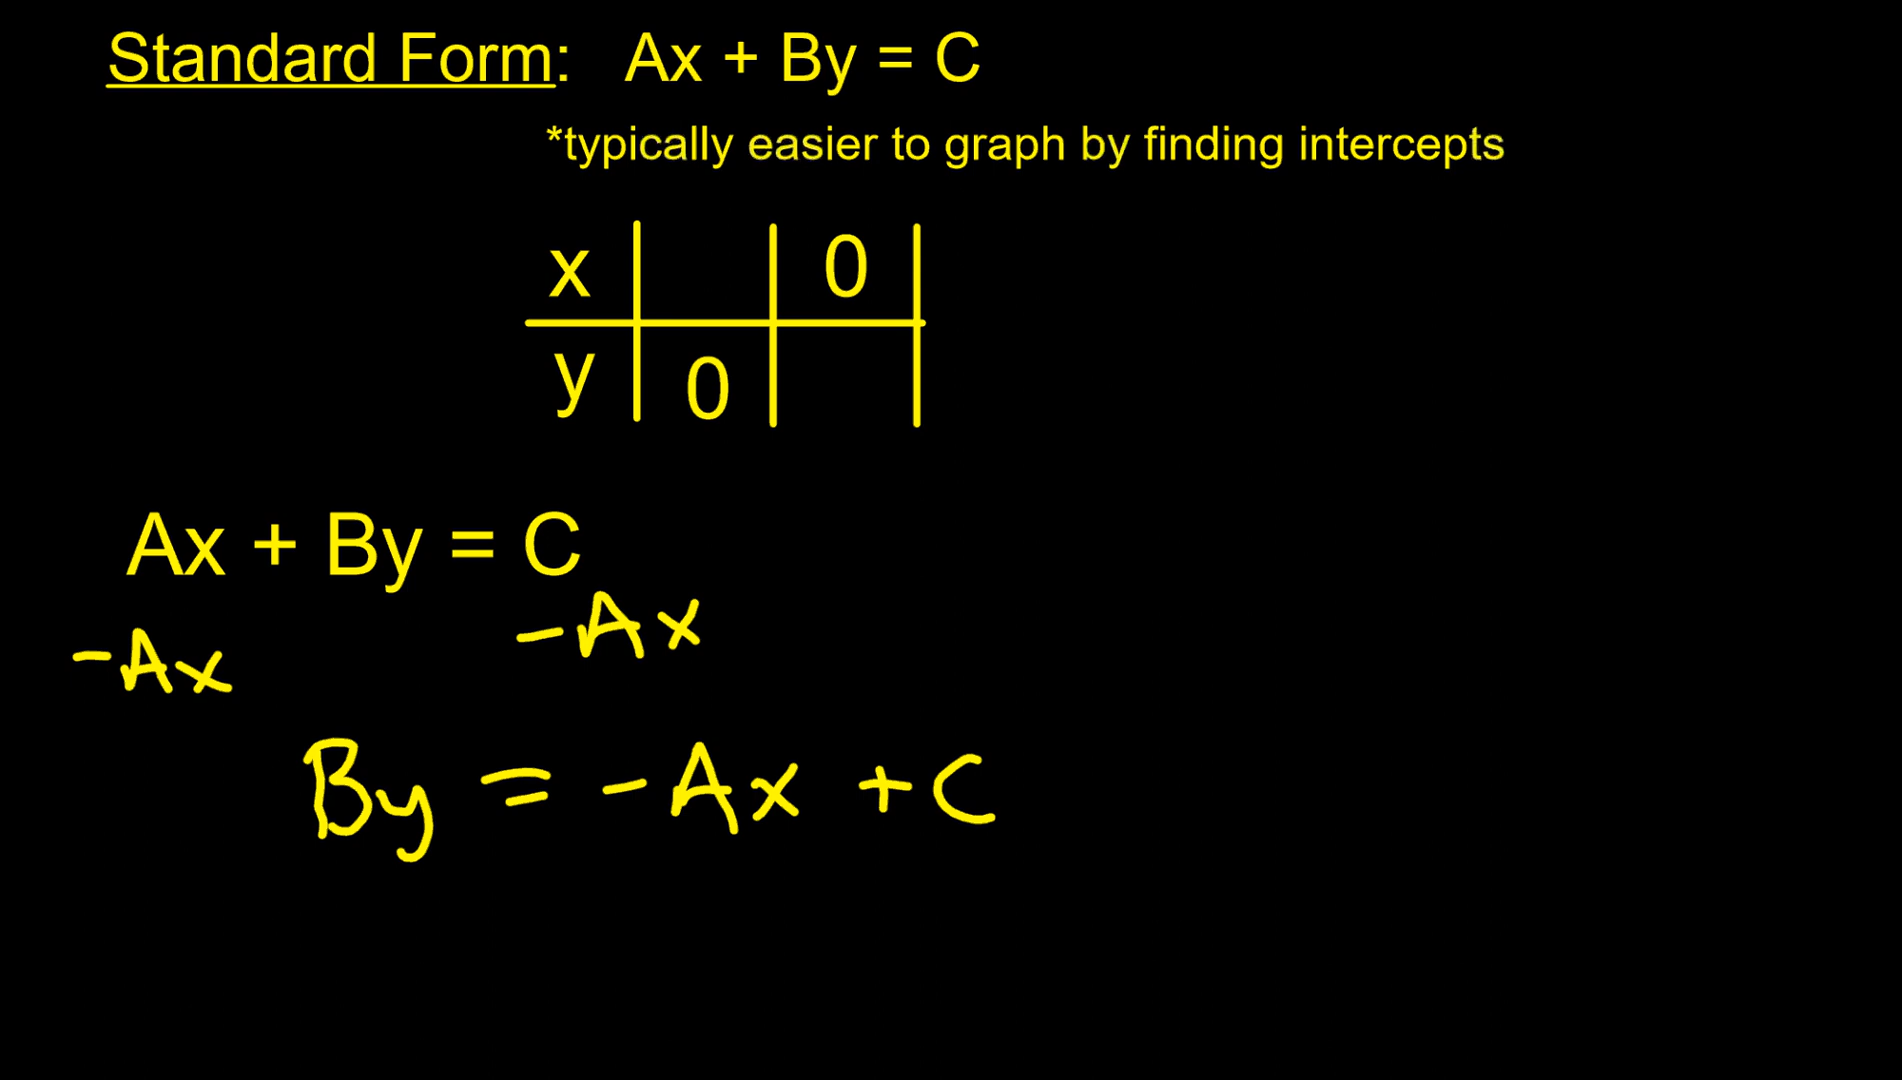 Standard Form: Ax + By = C
*typically easier to graph by finding intercepts
x 0
y 0
Ax + By = C
-Ax -Ax
By = -Ax + C